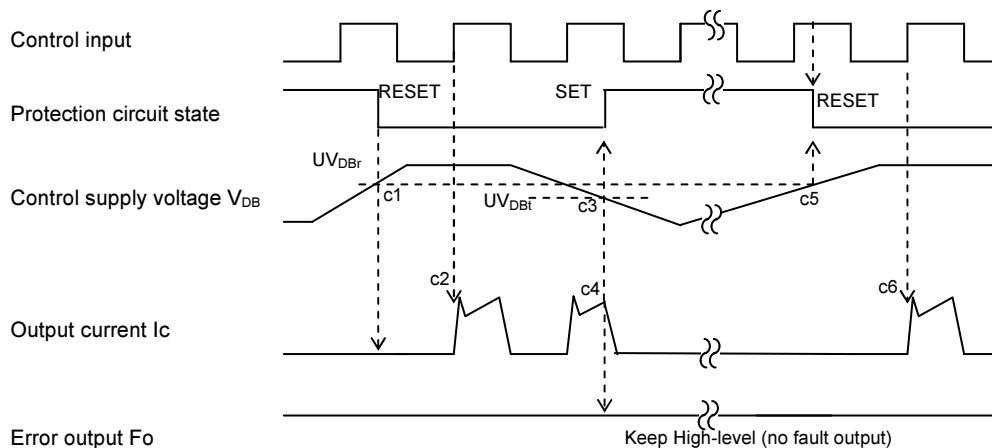 Control input
RESET
SET
RESET
Protection circuit state
UVDBr
c1
UVDBt
c3
c5
Control supply voltage VDB
c2
c4
c6
Output current Ic
Error output Fo
Keep High-level (no fault output)